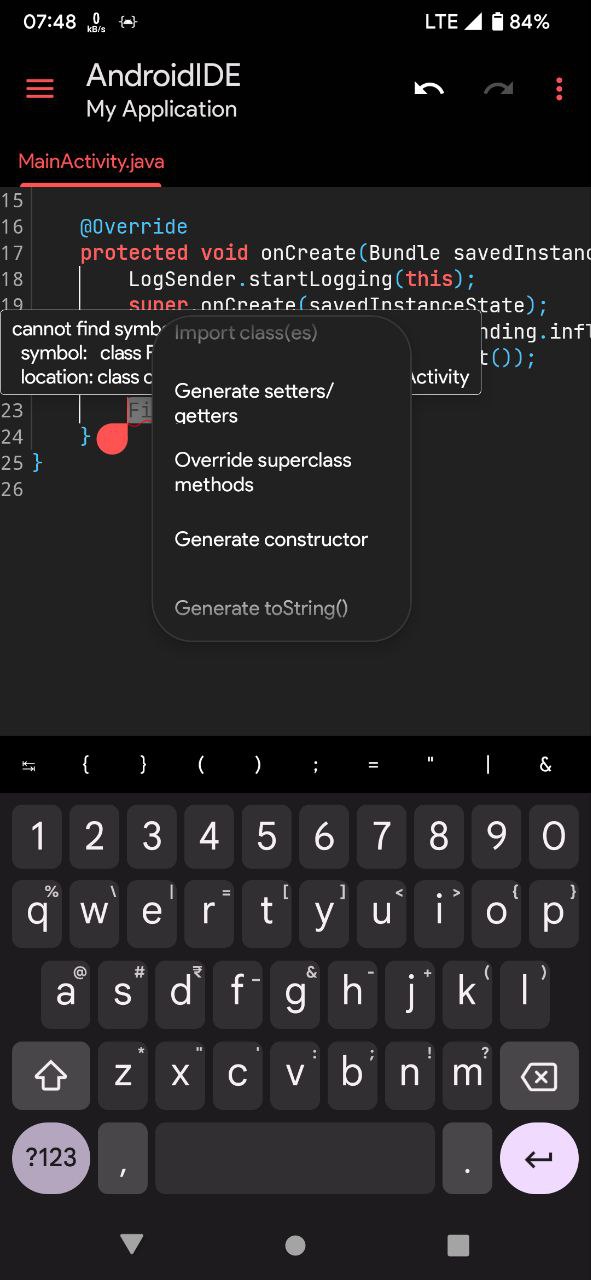 07:48 0 kB/s LTE 84%
AndroidIDE
My Application
MainActivity.java
15
16 @Override
17 protected void onCreate(Bundle savedInstanc
18 LogSender.startLogging(this);
19 super.onCreate(savedInstanceState);
nding.infl
t());
cannot find symbo
symbol: class F
location: class c Activity
Import class(es)
Generate setters/
getters
Override superclass
methods
Generate constructor
Generate toString()
23 Fi
24 }
25 }
26
{ } ( ) ; = " | &
1 2 3 4 5 6 7 8 9 0
% \ | = [ ] < > { }
q w e r t y u i o p
@ # ₹ _ & - + ( )
a s d f g h j k l
* " ' : ; ! ?
z x c v b n m
?123 , .